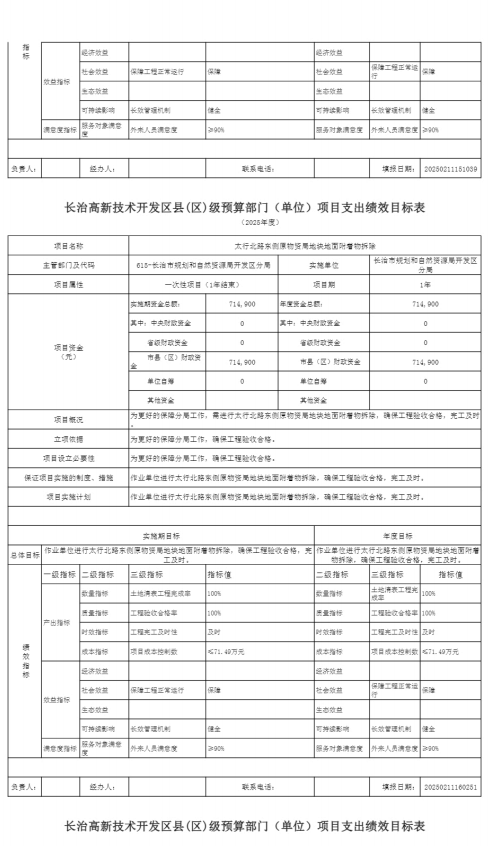 指标 效益指标 经济效益 经济效益
社会效益 保障工程正常运行 保障 社会效益 保障工程正常运行 保障
生态效益 生态效益
可持续影响 长效管理机制 健全 可持续影响 长效管理机制 健全
满意度指标 服务对象满意度 外来人员满意度 ≥90% 服务对象满意度 外来人员满意度 ≥90%
负责人: 经办人: 联系电话: 填报日期: 20250211151039
长治高新技术开发区县(区)级预算部门（单位）项目支出绩效目标表
（2025年度）
项目名称 太行北路东侧原物资局地块地面附着物拆除
主管部门及代码 615-长治市规划和自然资源局开发区分局 实施单位 长治市规划和自然资源局开发区分局
项目属性 一次性项目（1年结束） 项目期 1年
项目资金（元） 实施期资金总额: 714,900 年度资金总额: 714,900
其中: 中央财政资金 0 其中: 中央财政资金 0
省级财政资金 0 省级财政资金 0
市县（区）财政资金 714,900 市县（区）财政资金 714,900
单位自筹 0 单位自筹 0
其他资金 其他资金
项目概况 为更好的保障分局工作，需进行太行北路东侧原物资局地块地面附着物拆除，确保工程验收合格，完工及时。
立项依据 为更好的保障分局工作，确保工程验收合格。
项目设立必要性 为更好的保障分局工作，确保工程验收合格。
保证项目实施的制度、措施 作业单位进行太行北路东侧原物资局地块地面附着物拆除，确保工程验收合格，完工及时。
项目实施计划 作业单位进行太行北路东侧原物资局地块地面附着物拆除，确保工程验收合格，完工及时。
实施期目标 年度目标
总体目标 作业单位进行太行北路东侧原物资局地块地面附着物拆除，确保工程验收合格，完工及时。 作业单位进行太行北路东侧原物资局地块地面附着物拆除，确保工程验收合格，完工及时。
绩效指标 一级指标 二级指标 三级指标 指标值 二级指标 三级指标 指标值
产出指标 数量指标 土地清表工程完成率 100% 数量指标 土地清表工程完成率 100%
质量指标 工程验收合格率 100% 质量指标 工程验收合格率 100%
时效指标 工程完工及时性 及时 时效指标 工程完工及时性 及时
成本指标 项目成本控制数 ≤71.49万元 成本指标 项目成本控制数 ≤71.49万元
效益指标 经济效益 经济效益
社会效益 保障工程正常运行 保障 社会效益 保障工程正常运行 保障
生态效益 生态效益
可持续影响 长效管理机制 健全 可持续影响 长效管理机制 健全
满意度指标 服务对象满意度 外来人员满意度 ≥90% 服务对象满意度 外来人员满意度 ≥90%
负责人: 经办人: 联系电话: 填报日期: 20250211160251
长治高新技术开发区县(区)级预算部门（单位）项目支出绩效目标表